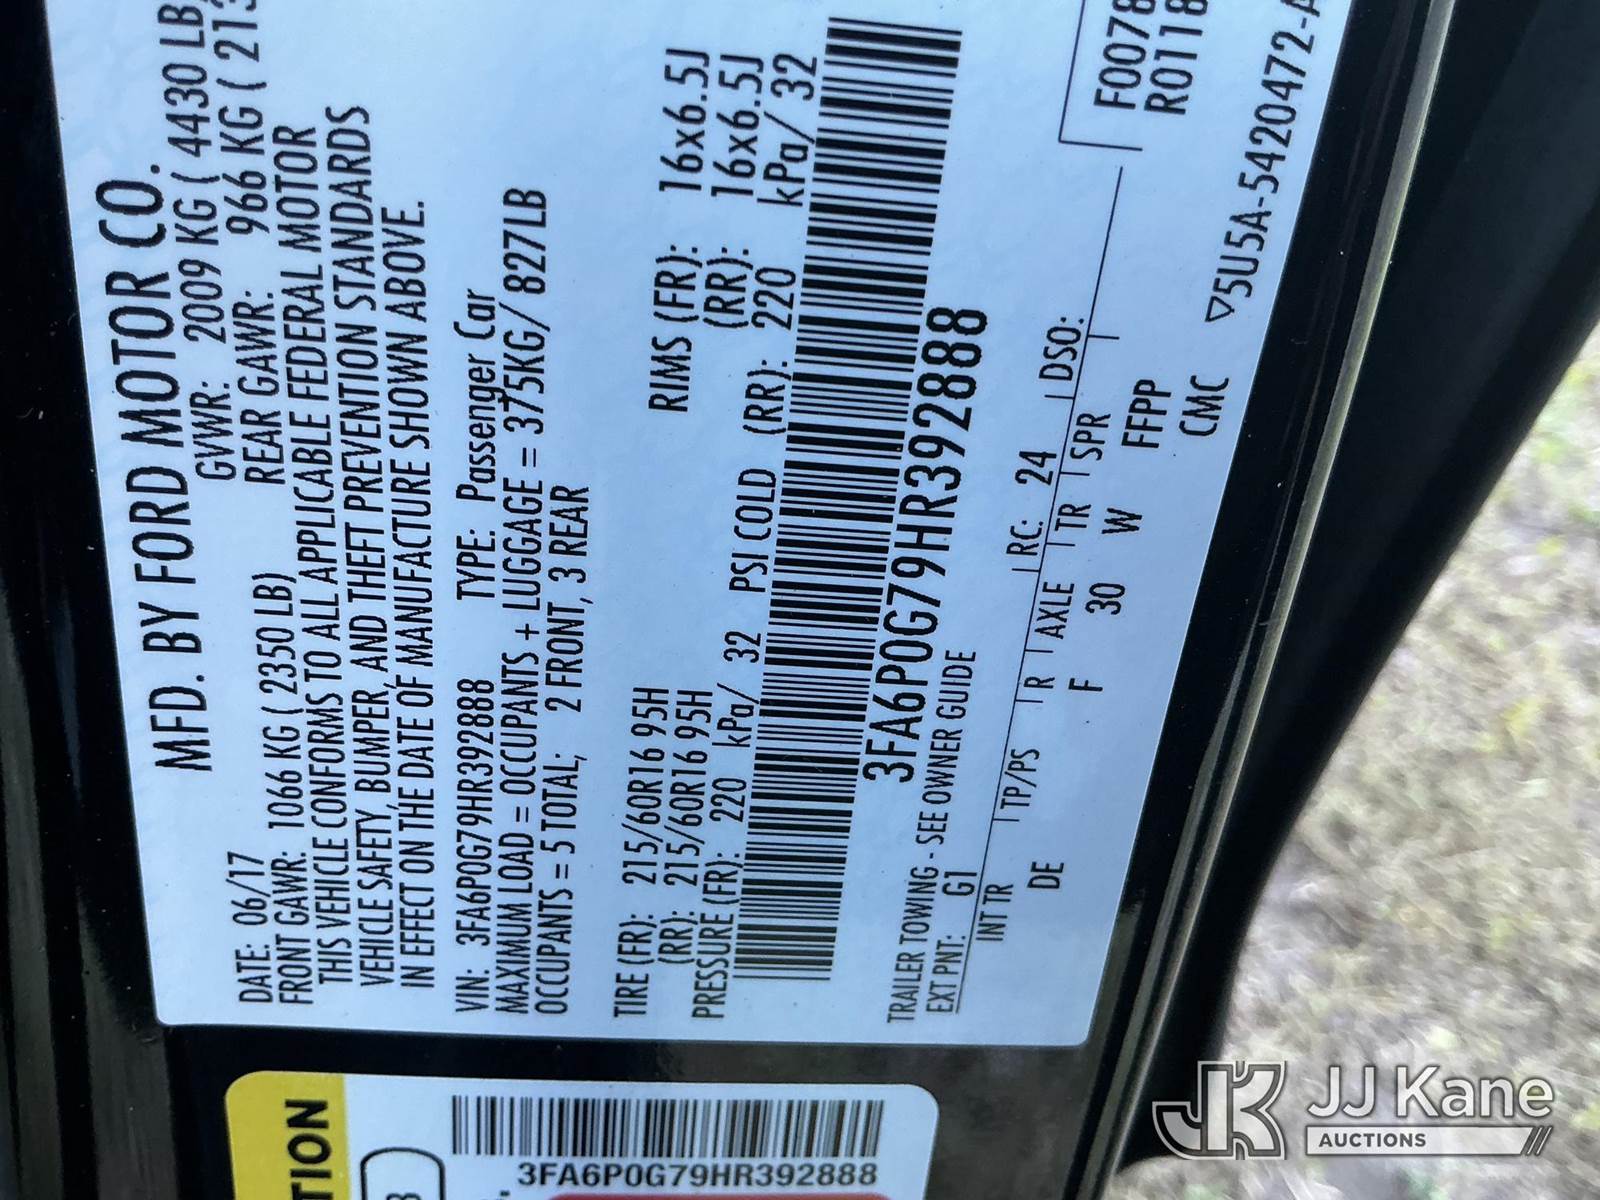 MFD. BY FORD MOTOR CO.
DATE: 06/17 GVWR: 2009 KG ( 4430 LB
FRONT GAWR: 1066 KG ( 2350 LB) REAR GAWR: 966 KG ( 213
THIS VEHICLE CONFORMS TO ALL APPLICABLE FEDERAL MOTOR
VEHICLE SAFETY, BUMPER, AND THEFT PREVENTION STANDARDS
IN EFFECT ON THE DATE OF MANUFACTURE SHOWN ABOVE.
VIN: 3FA6P0G79HR392888 TYPE: Passenger Car
MAXIMUM LOAD = OCCUPANTS + LUGGAGE = 375KG/ 827LB
OCCUPANTS = 5 TOTAL; 2 FRONT, 3 REAR
TIRE (FR): 215/60R16 95H RIMS (FR): 16x6.5J
(RR): 215/60R16 95H (RR): 16x6.5J
PRESSURE (FR): 220 kPa/ 32 PSI COLD (RR): 220 kPa/ 32
3FA6P0G79HR392888
TRAILER TOWING - SEE OWNER GUIDE
EXT PNT: G1 RC: 24 DSO:
INT TR TP/PS R AXLE TR SPR
DE F 30 W FFPP
CMC
F0078
R0118
▽5U5A-5420472-A
TION
3FA6P0G79HR392888
JK JJ Kane
AUCTIONS